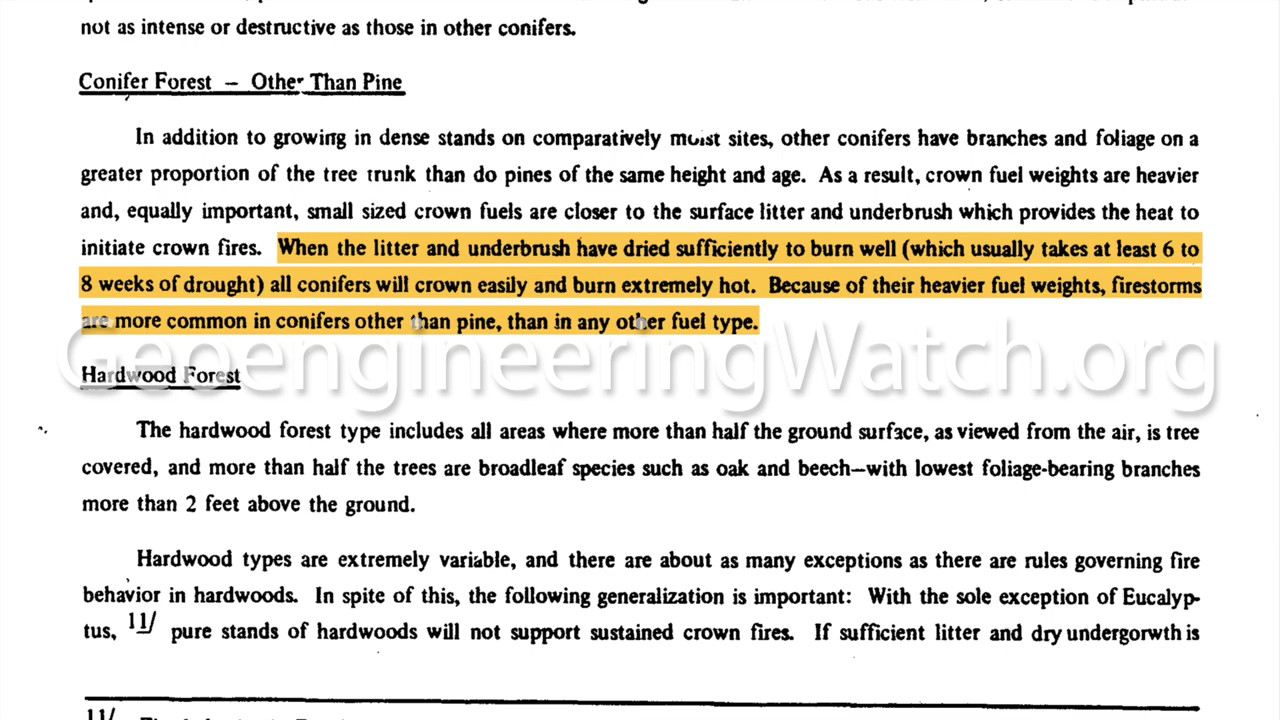 not as intense or destructive as those in other conifers.
Conifer Forest – Other Than Pine
In addition to growing in dense stands on comparatively moist sites, other conifers have branches and foliage on a
greater proportion of the tree trunk than do pines of the same height and age. As a result, crown fuel weights are heavier
and, equally important, small sized crown fuels are closer to the surface litter and underbrush which provides the heat to
initiate crown fires. When the litter and underbrush have dried sufficiently to burn well (which usually takes at least 6 to
8 weeks of drought) all conifers will crown easily and burn extremely hot. Because of their heavier fuel weights, firestorms
are more common in conifers other than pine, than in any other fuel type.
GeoengineeringWatch.org
Hardwood Forest
The hardwood forest type includes all areas where more than half the ground surface, as viewed from the air, is tree
covered, and more than half the trees are broadleaf species such as oak and beech—with lowest foliage-bearing branches
more than 2 feet above the ground.
Hardwood types are extremely variable, and there are about as many exceptions as there are rules governing fire
behavior in hardwoods. In spite of this, the following generalization is important: With the sole exception of Eucalyp-
tus, 11/ pure stands of hardwoods will not support sustained crown fires. If sufficient litter and dry undergorwth is
11/